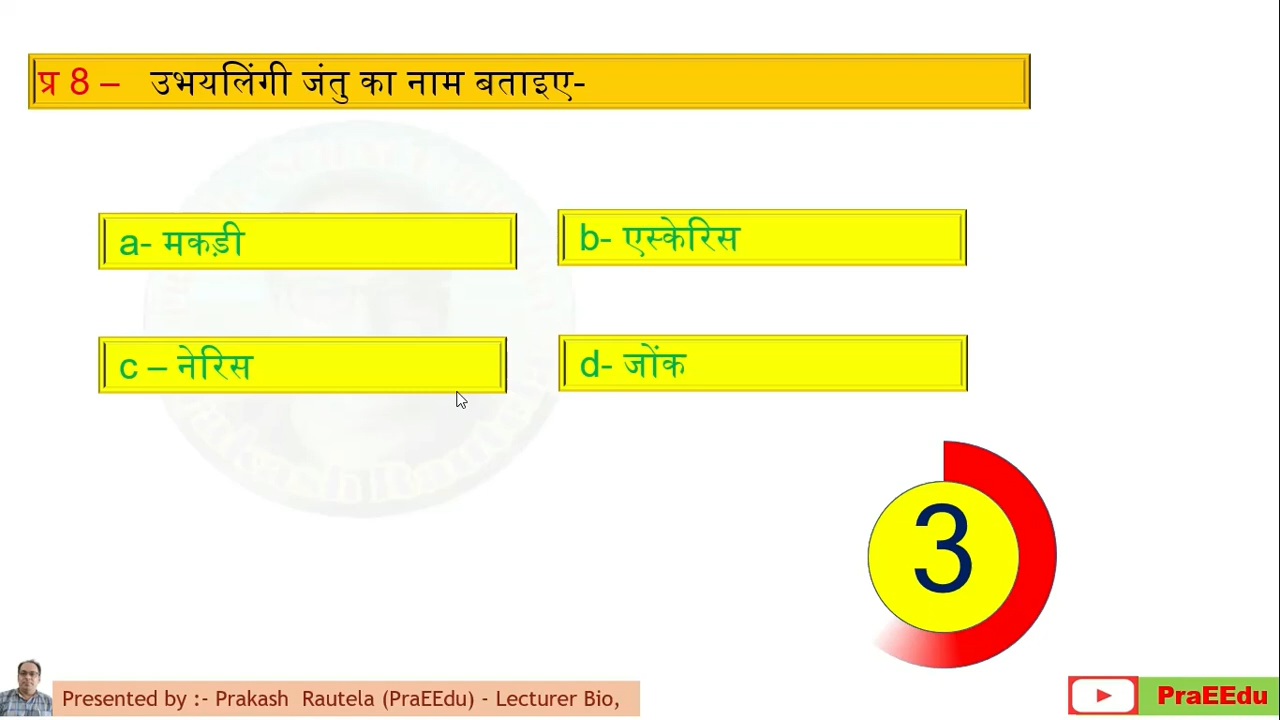 प्र 8 – उभयलिंगी जंतु का नाम बताइए-
a- मकड़ी
b- एस्केरिस
c – नेरिस
d- जोंक
3
Presented by :- Prakash Rautela (PraEEdu) - Lecturer Bio,
PraEEdu